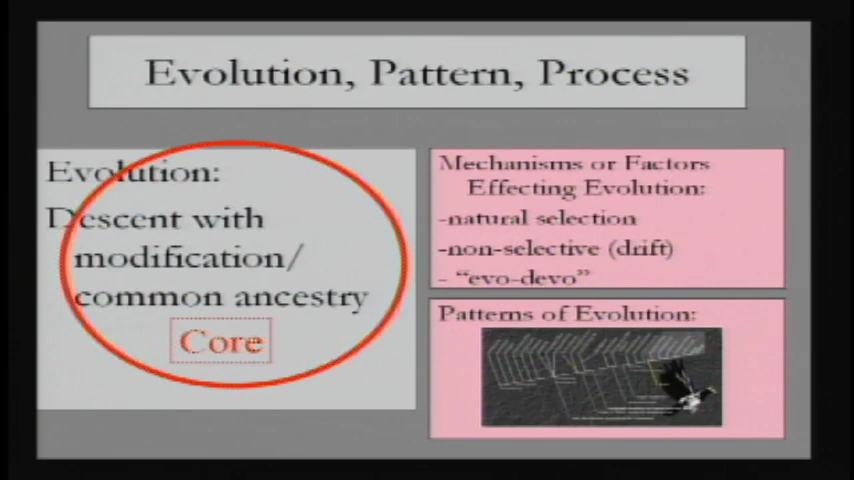 Evolution, Pattern, Process
Evolution:
Descent with
modification/
common ancestry
Core
Mechanisms or Factors
Effecting Evolution:
-natural selection
-non-selective (drift)
- “evo-devo”
Patterns of Evolution: